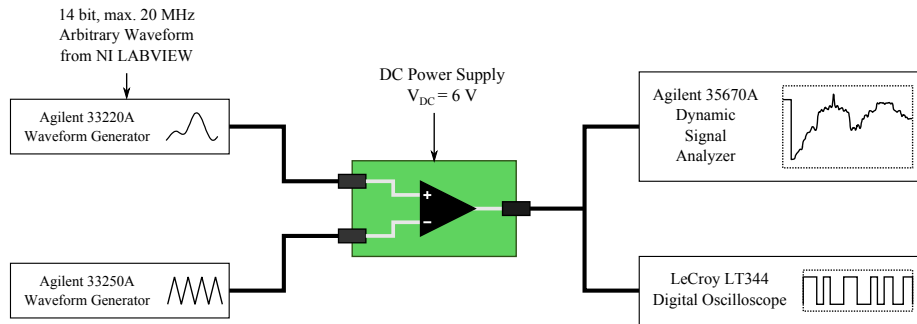 14 bit, max. 20 MHz
Arbitrary Waveform
from NI LABVIEW
Agilent 33220A
Waveform Generator
DC Power Supply
V_DC = 6 V
+
−
Agilent 33250A
Waveform Generator
Agilent 35670A
Dynamic
Signal
Analyzer
LeCroy LT344
Digital Oscilloscope